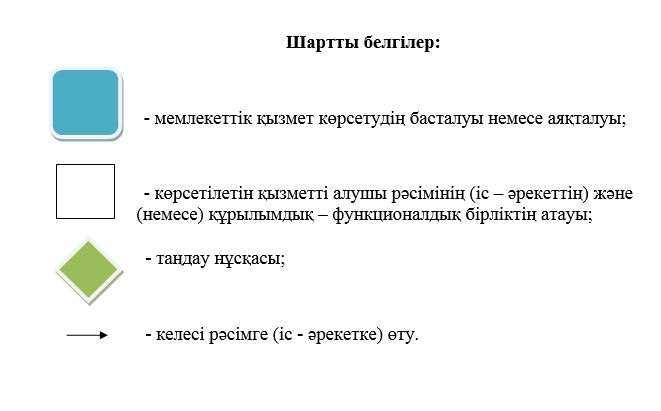 Шартты белгілер:
- мемлекеттік қызмет көрсетудің басталуы немесе аяқталуы;
- көрсетілетін қызметті алушы рәсімінің (іс – әрекеттің) және
(немесе) құрылымдық – функционалдық бірліктің атауы;
- таңдау нұсқасы;
- келесі рәсімге (іс - әрекетке) өту.